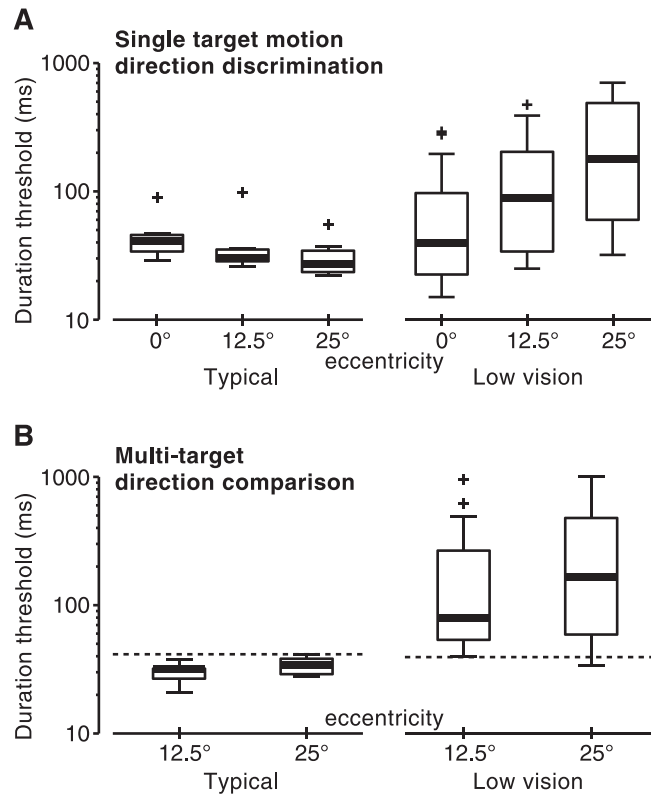 A
Single target motion
direction discrimination
Duration threshold (ms)
1000
100
10
0° 12.5° 25° 0° 12.5° 25°
eccentricity
Typical Low vision
B
Multi-target
direction comparison
Duration threshold (ms)
1000
100
10
eccentricity
12.5° 25° 12.5° 25°
Typical Low vision